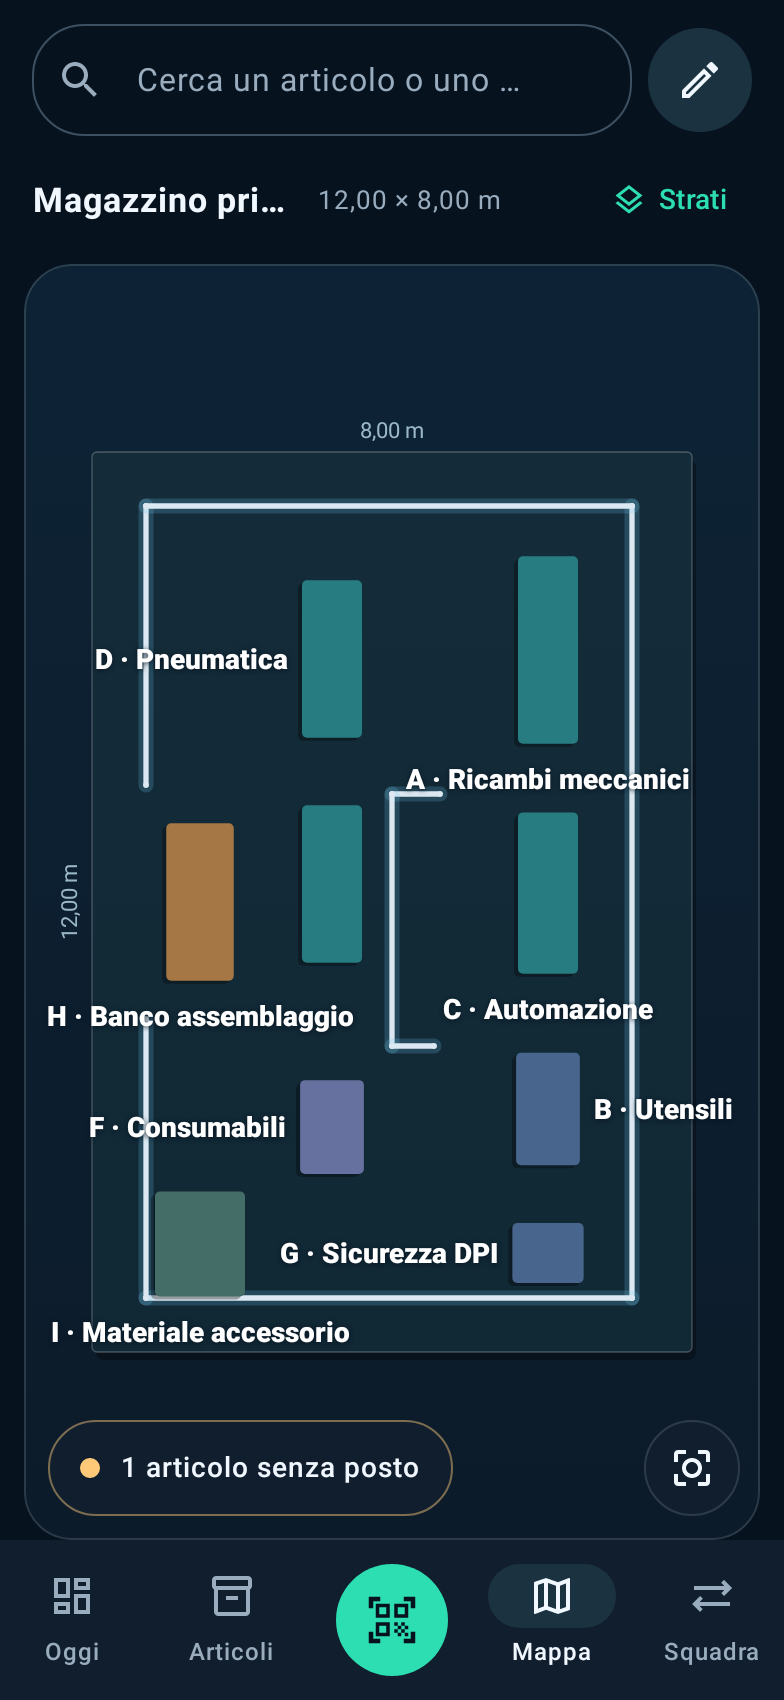 Cerca un articolo o uno ...
Magazzino pri... 12,00 × 8,00 m Strati
8,00 m
D · Pneumatica
A · Ricambi meccanici
12,00 m
H · Banco assemblaggio
C · Automazione
B · Utensili
F · Consumabili
G · Sicurezza DPI
I · Materiale accessorio
1 articolo senza posto
Oggi Articoli Mappa Squadra